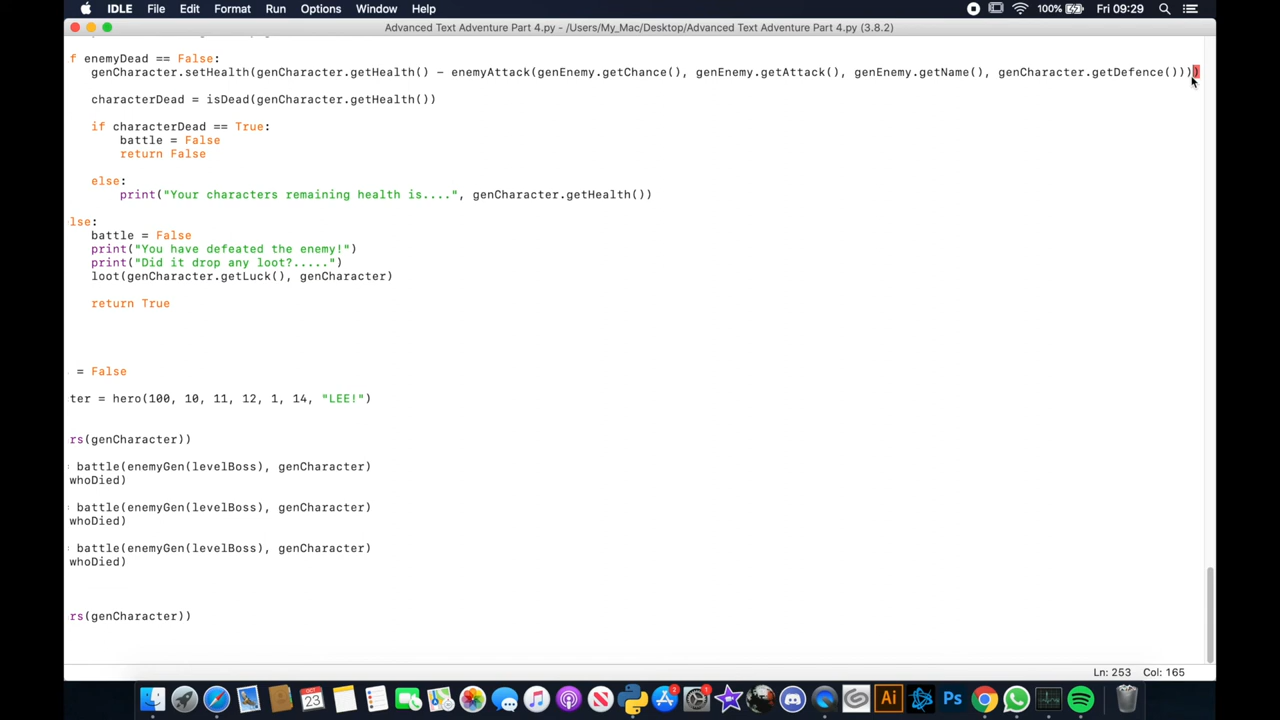 IDLE File Edit Format Run Options Window Help 100% Fri 09:29
Advanced Text Adventure Part 4.py - /Users/My_Mac/Desktop/Advanced Text Adventure Part 4.py (3.8.2)
f enemyDead == False:
genCharacter.setHealth(genCharacter.getHealth() - enemyAttack(genEnemy.getChance(), genEnemy.getAttack(), genEnemy.getName(), genCharacter.getDefence())))
characterDead = isDead(genCharacter.getHealth())
if characterDead == True:
battle = False
return False
else:
print("Your characters remaining health is....", genCharacter.getHealth())
lse:
battle = False
print("You have defeated the enemy!")
print("Did it drop any loot?.....")
loot(genCharacter.getLuck(), genCharacter)
return True
= False
ter = hero(100, 10, 11, 12, 1, 14, "LEE!")
rs(genCharacter))
battle(enemyGen(levelBoss), genCharacter)
whoDied)
battle(enemyGen(levelBoss), genCharacter)
whoDied)
battle(enemyGen(levelBoss), genCharacter)
whoDied)
rs(genCharacter))
Ln: 253 Col: 165
23
2
1
Ai
Ps